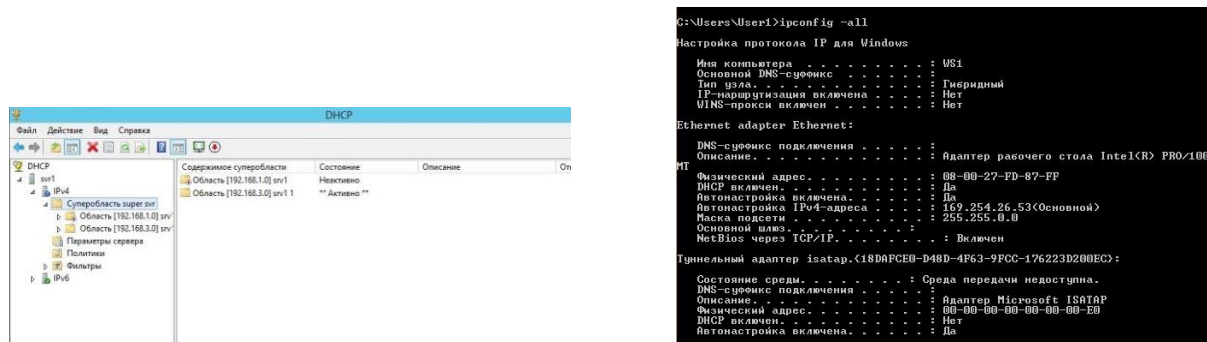 DHCP
Файл Действие Вид Справка
DHCP
svr1
IPv4
Суперобласть super svr
Область [192.168.1.0] srv
Область [192.168.3.0] srv
Параметры сервера
Политики
Фильтры
IPv6
Содержимое суперобласти Состояние Описание
Область [192.168.1.0] srv1 Неактивно
Область [192.168.3.0] srv1 1 ** Активно **
C:\Users\User1>ipconfig -all
Настройка протокола IP для Windows
Имя компьютера . . . . . . . . . : WS1
Основной DNS-суффикс . . . . . . :
Тип узла. . . . . . . . . . . . . : Гибридный
IP-маршрутизация включена . . . . : Нет
WINS-прокси включен . . . . . . . : Нет
Ethernet adapter Ethernet:
DNS-суффикс подключения . . . . . :
Описание. . . . . . . . . . . . . : Адаптер рабочего стола Intel(R) PRO/100
MT
Физический адрес. . . . . . . . . : 08-00-27-FD-87-FF
DHCP включен. . . . . . . . . . . : Да
Автонастройка включена. . . . . . : Да
Автонастройка IPv4-адреса . . . . : 169.254.26.53(Основной)
Маска подсети . . . . . . . . . . : 255.255.0.0
Основной шлюз. . . . . . . . . :
NetBios через TCP/IP. . . . . . . . : Включен
Туннельный адаптер isatap.{18DAFCE0-D48D-4F63-9FCC-176223D200EC}:
Состояние среды. . . . . . . . : Среда передачи недоступна.
DNS-суффикс подключения . . . . . :
Описание. . . . . . . . . . . . . : Адаптер Microsoft ISATAP
Физический адрес. . . . . . . . . : 00-00-00-00-00-00-00-E0
DHCP включен. . . . . . . . . . . : Нет
Автонастройка включена. . . . . . : Да